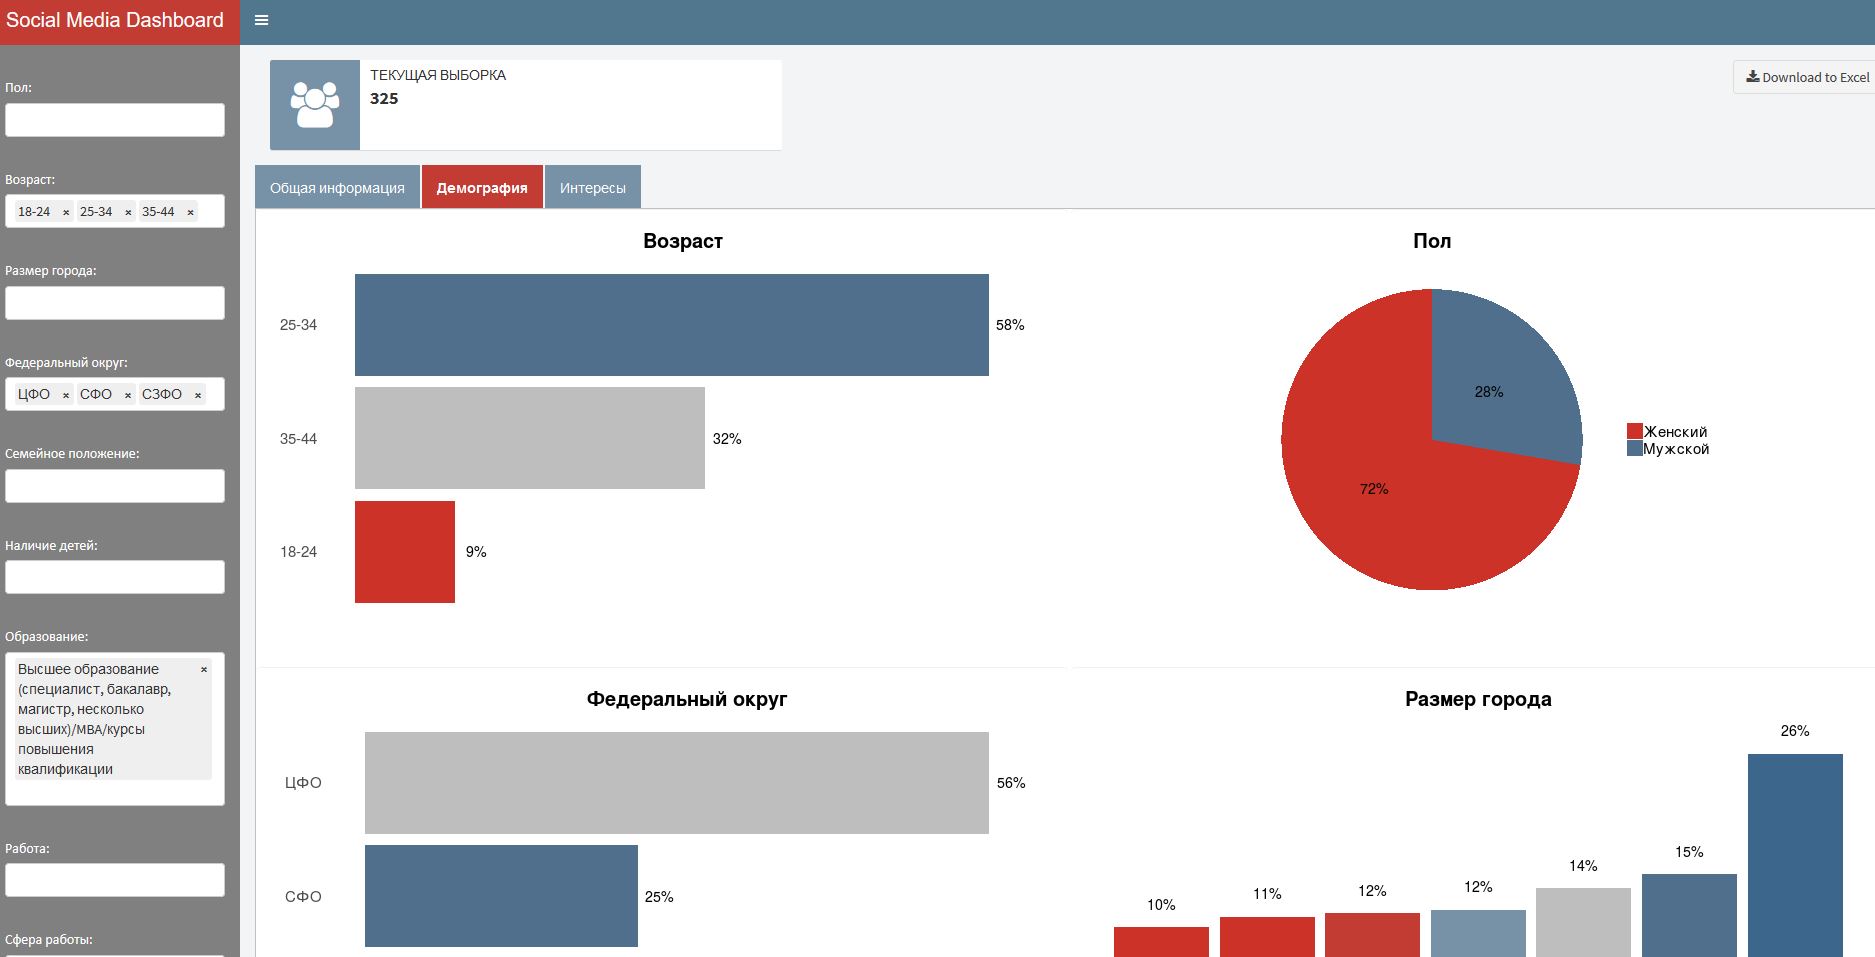 Social Media Dashboard
Пол:
Возраст:
18-24 × 25-34 × 35-44 ×
Размер города:
Федеральный округ:
ЦФО × СФО × СЗФО ×
Семейное положение:
Наличие детей:
Образование:
Высшее образование ×
(специалист, бакалавр,
магистр, несколько
высших)/MBA/курсы
повышения
квалификации
Работа:
Сфера работы:
ТЕКУЩАЯ ВЫБОРКА
325
Download to Excel
Общая информация
Демография
Интересы
Возраст
25-34
58%
35-44
32%
18-24
9%
Пол
28%
72%
Женский
Мужской
Федеральный округ
ЦФО
56%
СФО
25%
Размер города
10%
11%
12%
12%
14%
15%
26%